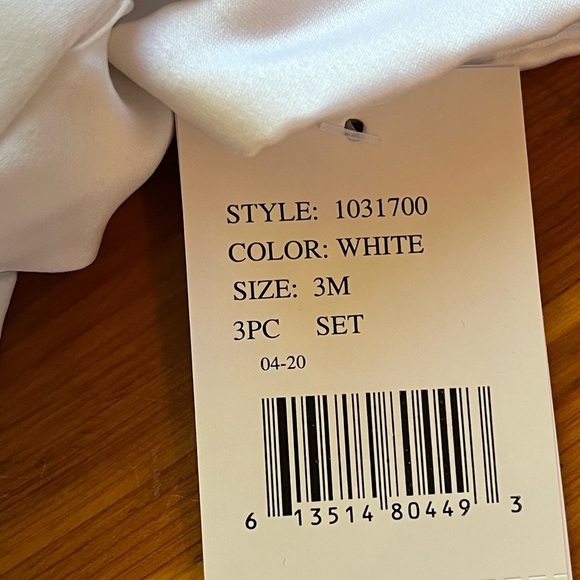 STYLE: 1031700
COLOR: WHITE
SIZE: 3M
3PC SET
04-20
6 13514 80449 3